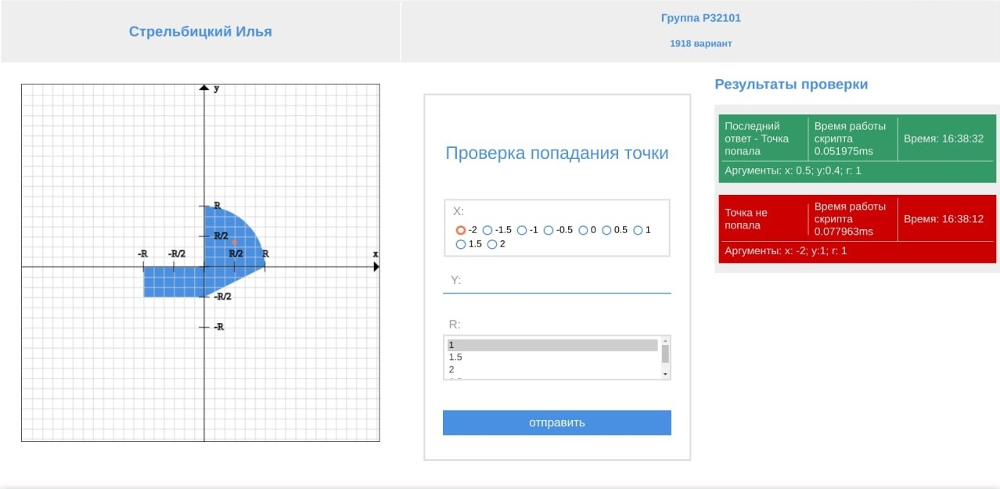 Стрельбицкий Илья
Группа P32101
1918 вариант
y
R
R/2
-R
-R/2
R/2
R
x
-R/2
-R
Проверка попадания точки
X:
-2 -1.5 -1 -0.5 0 0.5 1
1.5 2
Y:
R:
1
1.5
2
отправить
Результаты проверки
Последний
ответ - Точка
попала
Время работы
скрипта
0.051975ms
Время: 16:38:32
Аргументы: x: 0.5; y:0.4; r: 1
Точка не
попала
Время работы
скрипта
0.077963ms
Время: 16:38:12
Аргументы: x: -2; y:1; r: 1